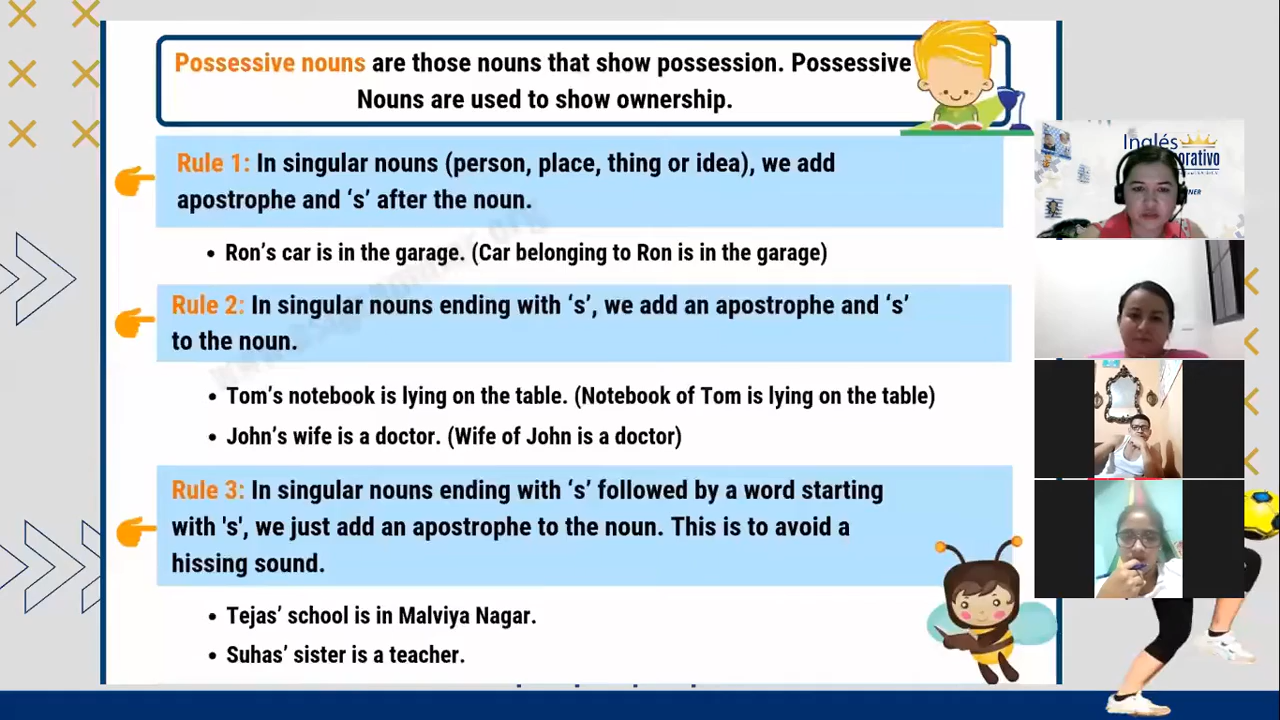 Possessive nouns are those nouns that show possession. Possessive
Nouns are used to show ownership.
Rule 1: In singular nouns (person, place, thing or idea), we add
apostrophe and ‘s’ after the noun.
• Ron’s car is in the garage. (Car belonging to Ron is in the garage)
Rule 2: In singular nouns ending with ‘s’, we add an apostrophe and ‘s’
to the noun.
• Tom’s notebook is lying on the table. (Notebook of Tom is lying on the table)
• John’s wife is a doctor. (Wife of John is a doctor)
Rule 3: In singular nouns ending with ‘s’ followed by a word starting
with 's', we just add an apostrophe to the noun. This is to avoid a
hissing sound.
• Tejas’ school is in Malviya Nagar.
• Suhas’ sister is a teacher.
Inglés